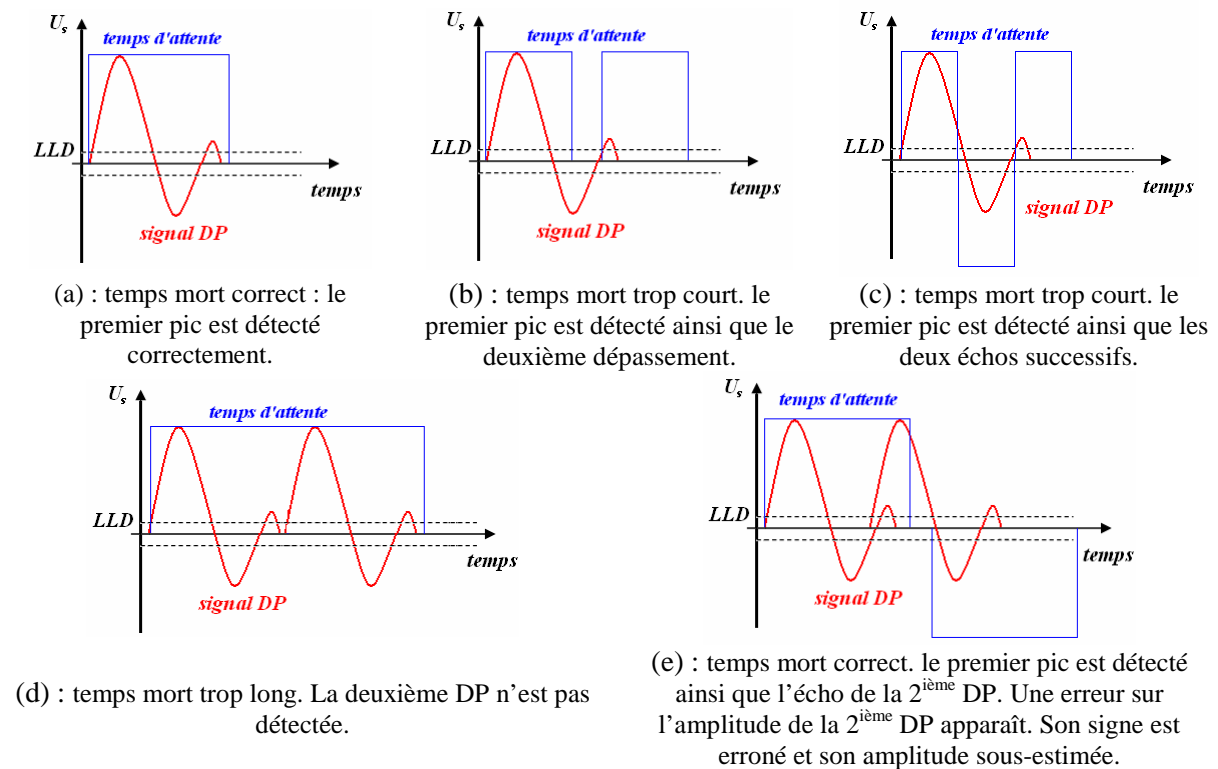 U_s
temps d'attente
LLD
temps
signal DP
(a) : temps mort correct : le
premier pic est détecté
correctement.
U_s
temps d'attente
LLD
temps
signal DP
(b) : temps mort trop court. le
premier pic est détecté ainsi que le
deuxième dépassement.
U_s
temps d'attente
LLD
temps
signal DP
(c) : temps mort trop court. le
premier pic est détecté ainsi que les
deux échos successifs.
U_s
temps d'attente
LLD
temps
signal DP
(d) : temps mort trop long. La deuxième DP n'est pas
détectée.
U_s
temps d'attente
LLD
temps
signal DP
(e) : temps mort correct. le premier pic est détecté
ainsi que l'écho de la 2ième DP. Une erreur sur
l'amplitude de la 2ième DP apparaît. Son signe est
erroné et son amplitude sous-estimée.